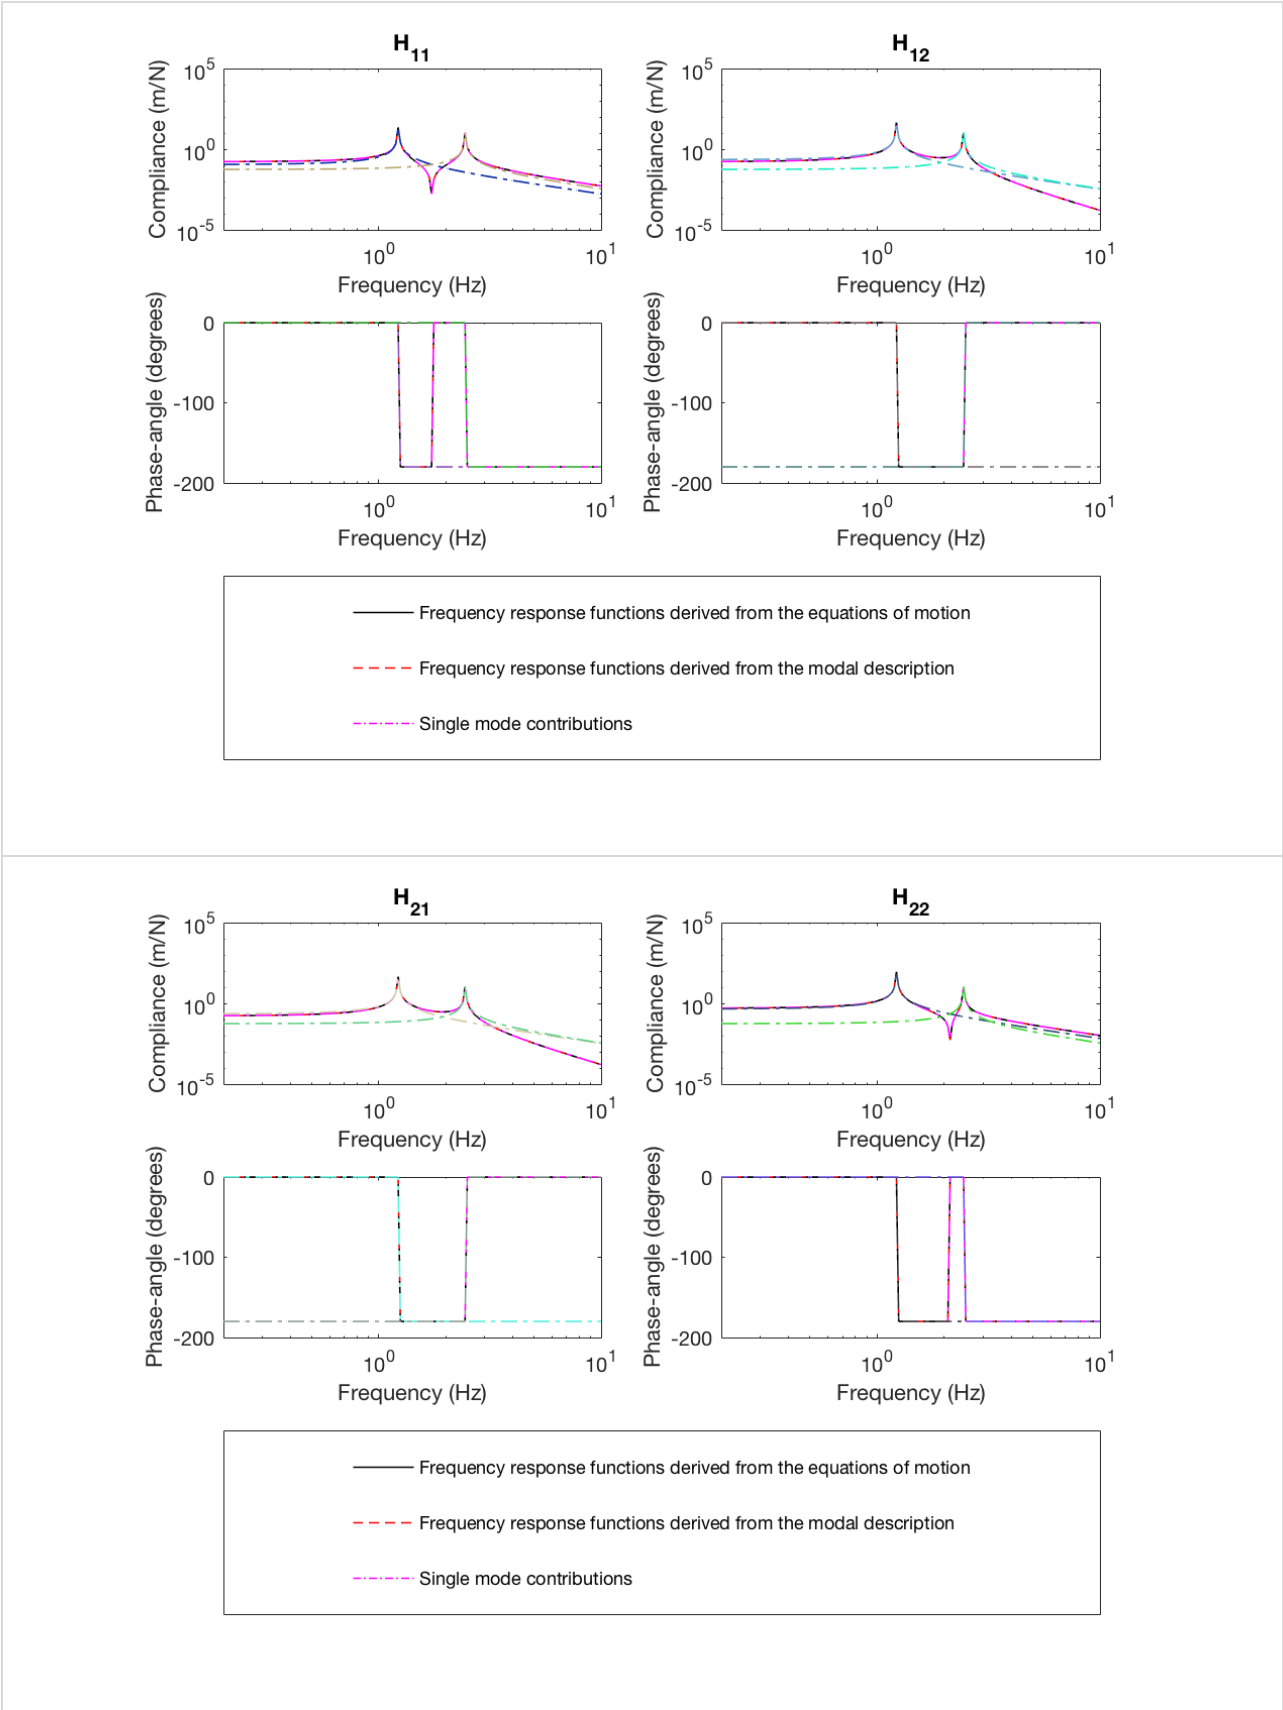 H11
H12
Compliance (m/N)
10^5
10^0
10^-5
10^0
10^1
Frequency (Hz)
Compliance (m/N)
10^5
10^0
10^-5
10^0
10^1
Frequency (Hz)
Phase-angle (degrees)
0
-100
-200
10^0
10^1
Frequency (Hz)
Phase-angle (degrees)
0
-100
-200
10^0
10^1
Frequency (Hz)
Frequency response functions derived from the equations of motion
Frequency response functions derived from the modal description
Single mode contributions
H21
H22
Compliance (m/N)
10^5
10^0
10^-5
10^0
10^1
Frequency (Hz)
Compliance (m/N)
10^5
10^0
10^-5
10^0
10^1
Frequency (Hz)
Phase-angle (degrees)
0
-100
-200
10^0
10^1
Frequency (Hz)
Phase-angle (degrees)
0
-100
-200
10^0
10^1
Frequency (Hz)
Frequency response functions derived from the equations of motion
Frequency response functions derived from the modal description
Single mode contributions